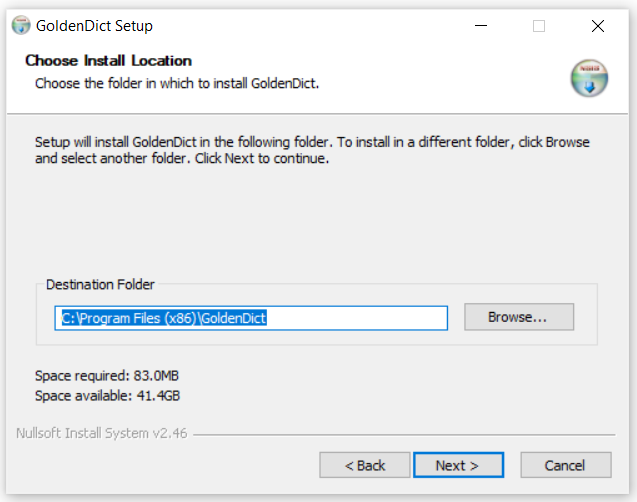 GoldenDict Setup
Choose Install Location
Choose the folder in which to install GoldenDict.
Setup will install GoldenDict in the following folder. To install in a different folder, click Browse
and select another folder. Click Next to continue.
Destination Folder
C:\Program Files (x86)\GoldenDict
Browse...
Space required: 83.0MB
Space available: 41.4GB
Nullsoft Install System v2.46
< Back
Next >
Cancel